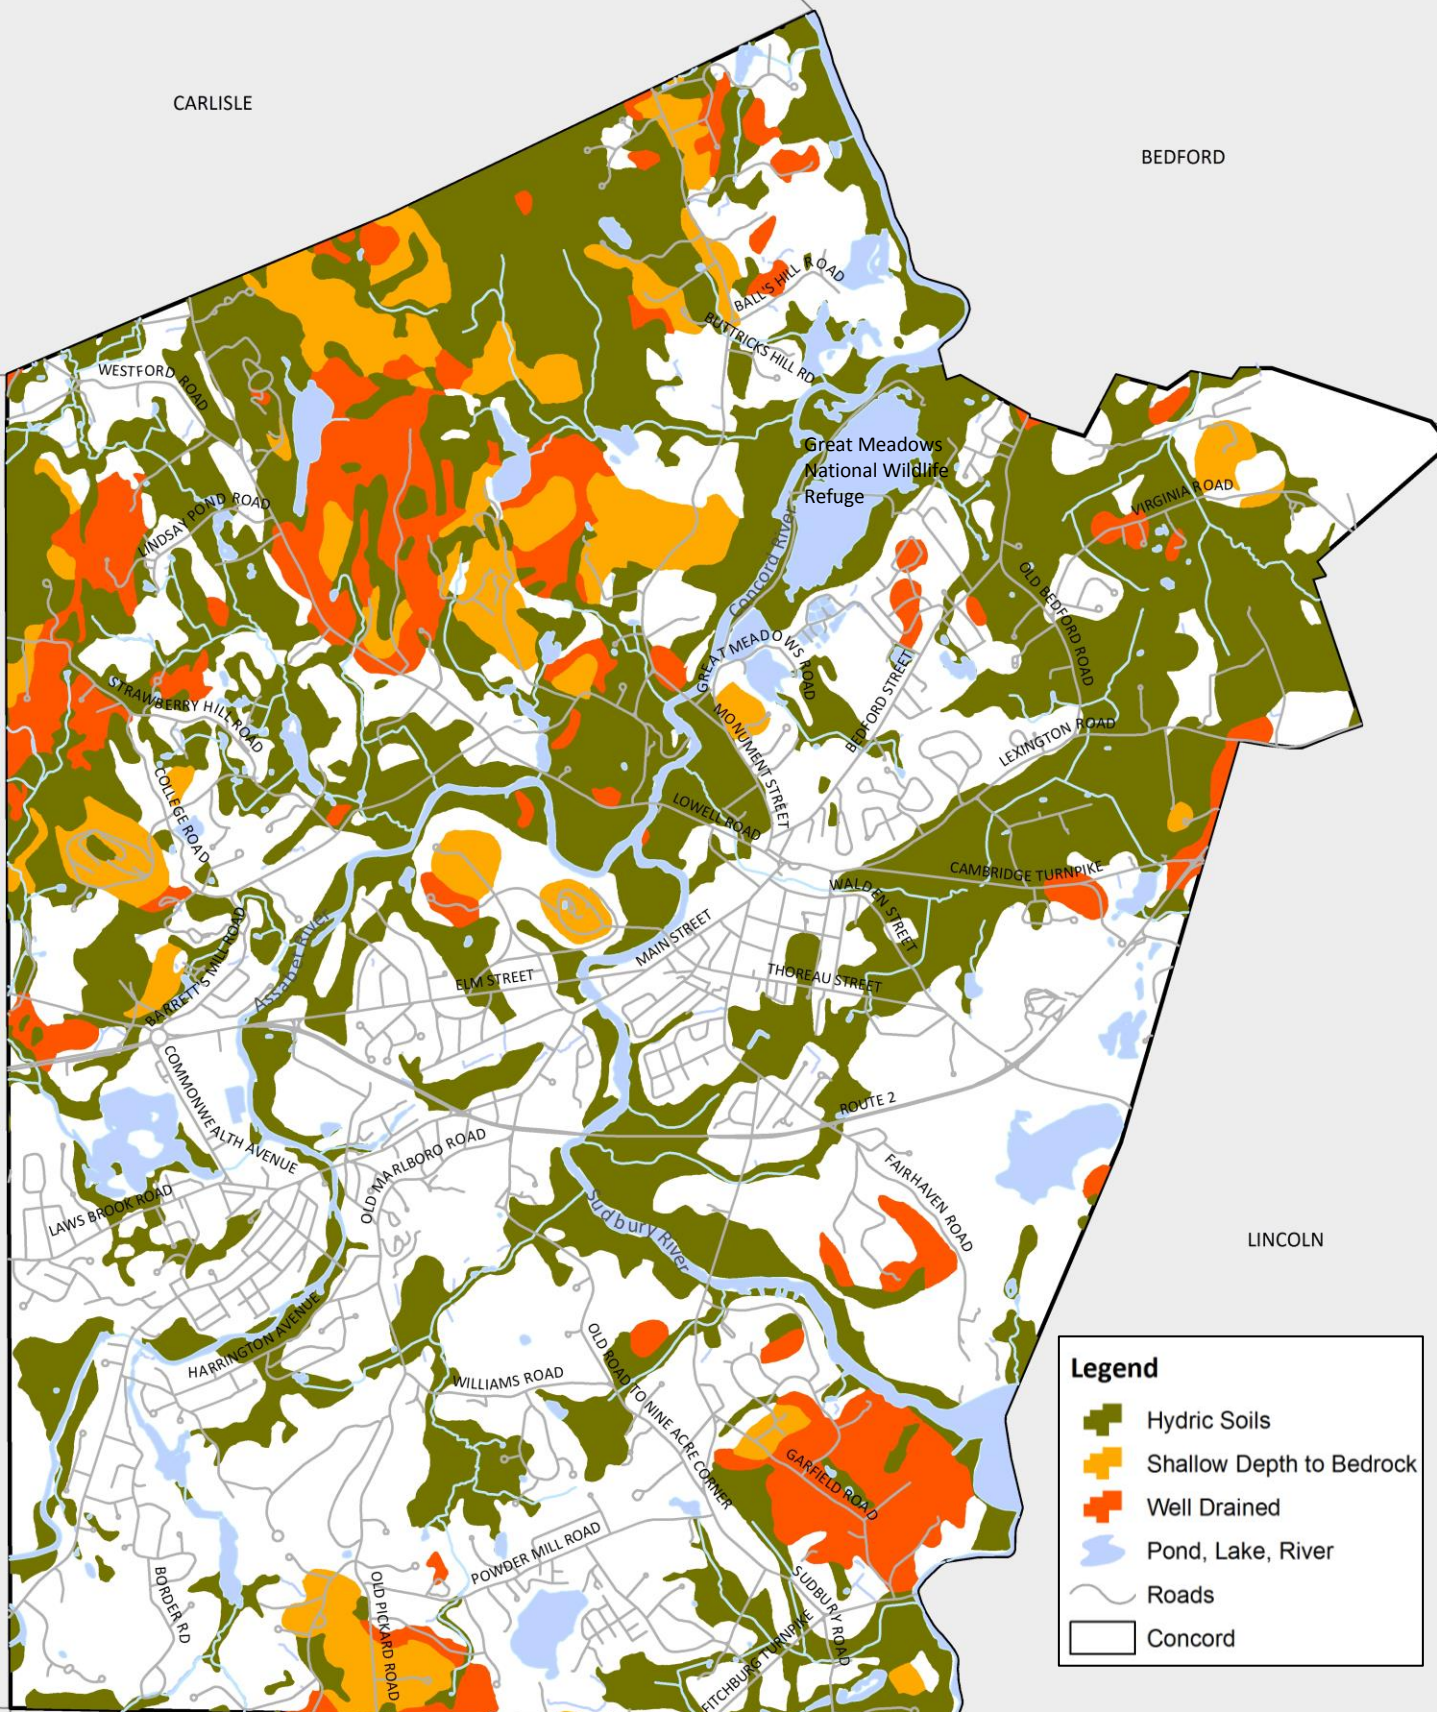 CARLISLE
BEDFORD
BALL'S HILL ROAD
BUTTRICKS HILL RD
WESTFORD ROAD
Great Meadows
National Wildlife
Refuge
VIRGINIA ROAD
LINDSAY POND ROAD
Concord River
OLD BEDFORD ROAD
GREAT MEADOWS ROAD
STRAWBERRY HILL ROAD
BEDFORD STREET
MONUMENT STREET
LEXINGTON ROAD
COLLEGE ROAD
LOWELL ROAD
CAMBRIDGE TURNPIKE
WALDEN STREET
MAIN STREET
BARRETT'S MILL ROAD
Assabet River
ELM STREET
THOREAU STREET
COMMONWEALTH AVENUE
ROUTE 2
OLD MARLBORO ROAD
FAIRHAVEN ROAD
LAWS BROOK ROAD
Sudbury River
LINCOLN
HARRINGTON AVENUE
OLD ROAD TO NINE ACRE CORNER
WILLIAMS ROAD
GARFIELD ROAD
POWDER MILL ROAD
BORDER RD
OLD PICKARD ROAD
SUDBURY ROAD
FITCHBURG TURNPIKE
Legend
Hydric Soils
Shallow Depth to Bedrock
Well Drained
Pond, Lake, River
Roads
Concord